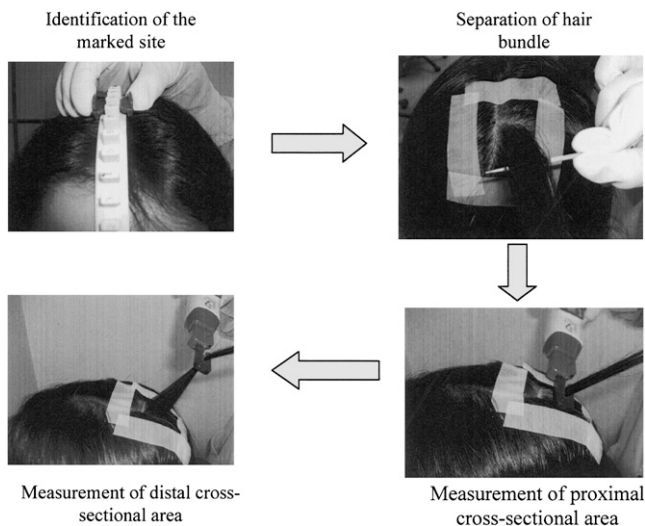 Identification of the
marked site
Separation of hair
bundle
Measurement of proximal
cross-sectional area
Measurement of distal cross-
sectional area